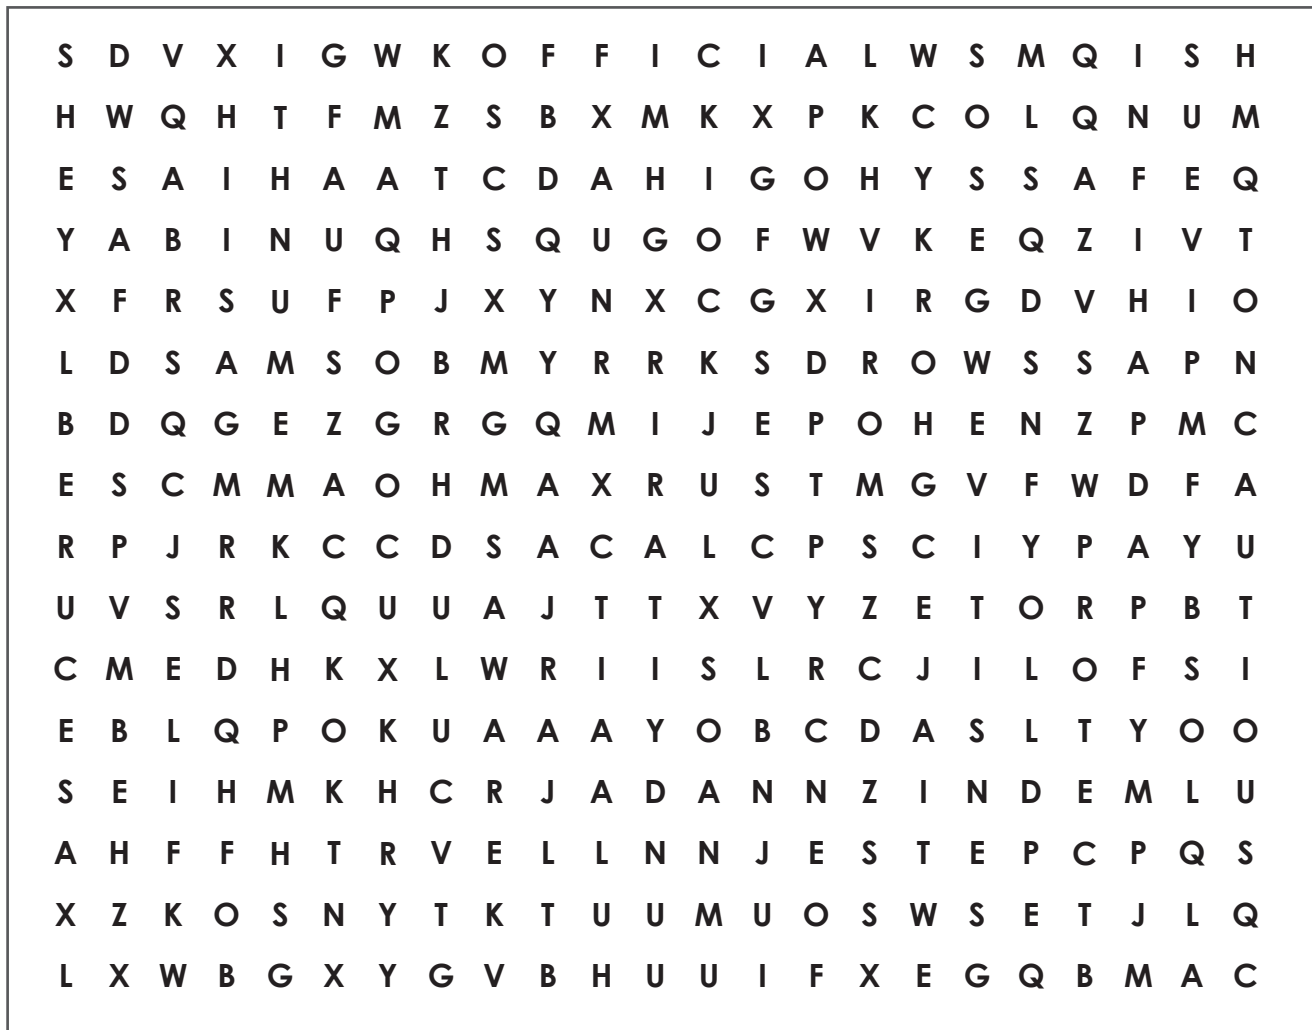 S D V X I G W K O F F I C I A L W S M Q I S H
H W Q H T F M Z S B X M K X P K C O L Q N U M
E S A I H A A T C D A H I G O H Y S S A F E Q
Y A B I N U Q H S Q U G O F W V K E Q Z I V T
X F R S U F P J X Y N X C G X I R G D V H I O
L D S A M S O B M Y R R K S D R O W S S A P N
B D Q G E Z G R G Q M I J E P O H E N Z P M C
E S C M M A O H M A X R U S T M G V F W D F A
R P J R K C C D S A C A L C P S C I Y P A Y U
U V S R L Q U U A J T T X V Y Z E T O R P B T
C M E D H K X L W R I I S L R C J I L O F S I
E B L Q P O K U A A A Y O B C D A S L T Y O O
S E I H M K H C R J A D A N N Z I N D E M L U
A H F F H T R V E L L N N J E S T E P C P Q S
X Z K O S N Y T K T U U M U O S W S E T J L Q
L X W B G X Y G V B H U U I F X E G Q B M A C